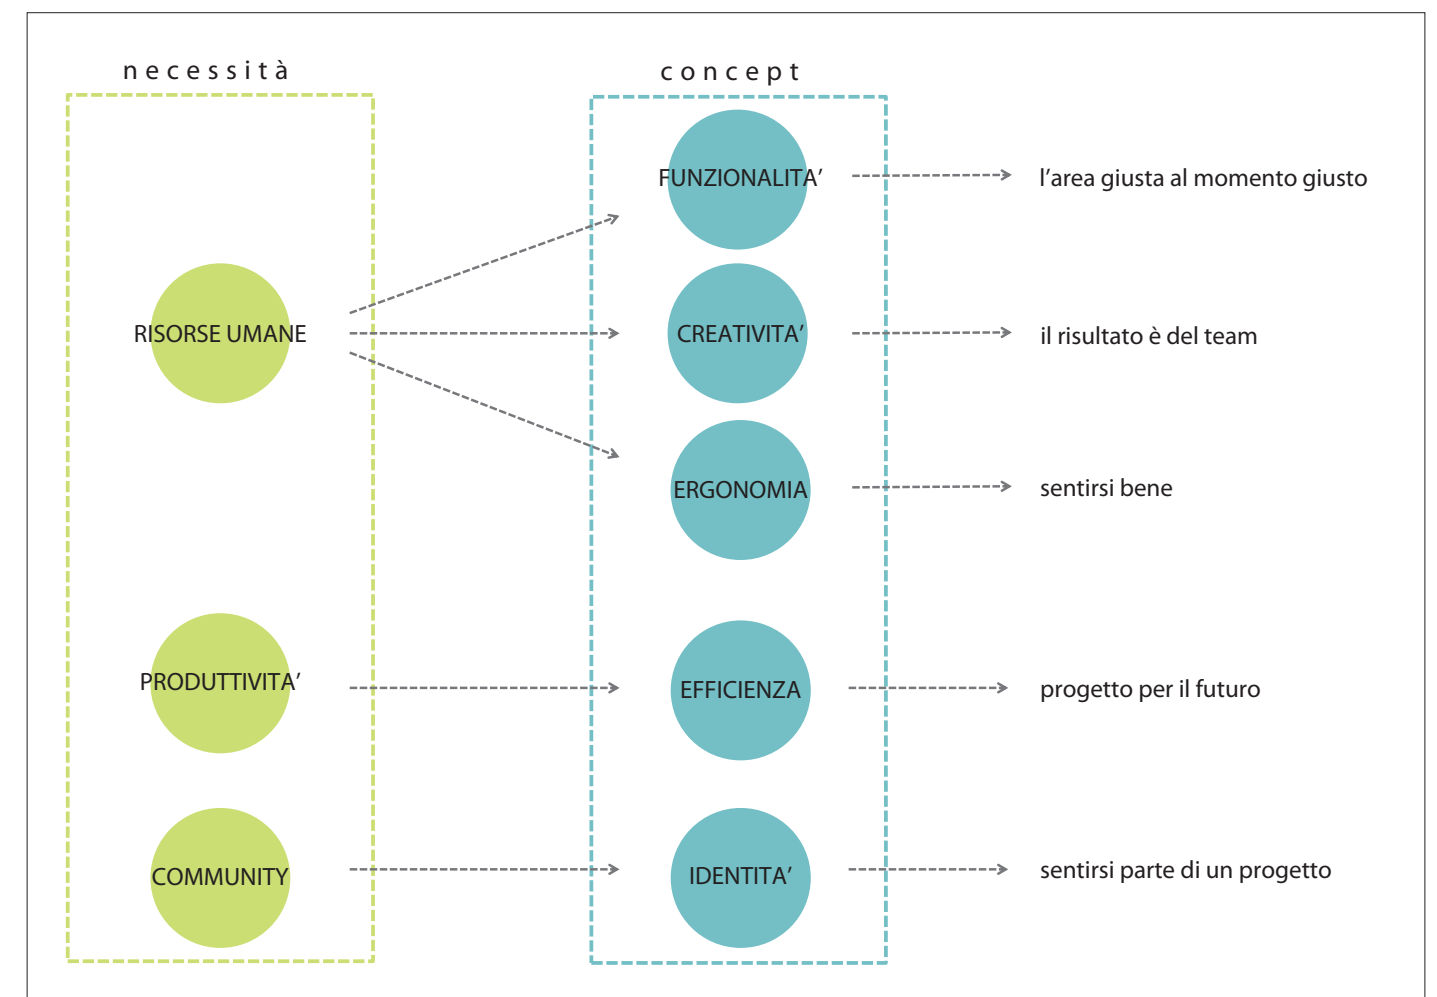 necessità
concept
FUNZIONALITA’
l’area giusta al momento giusto
RISORSE UMANE
CREATIVITA’
il risultato è del team
ERGONOMIA
sentirsi bene
PRODUTTIVITA’
EFFICIENZA
progetto per il futuro
COMMUNITY
IDENTITA’
sentirsi parte di un progetto